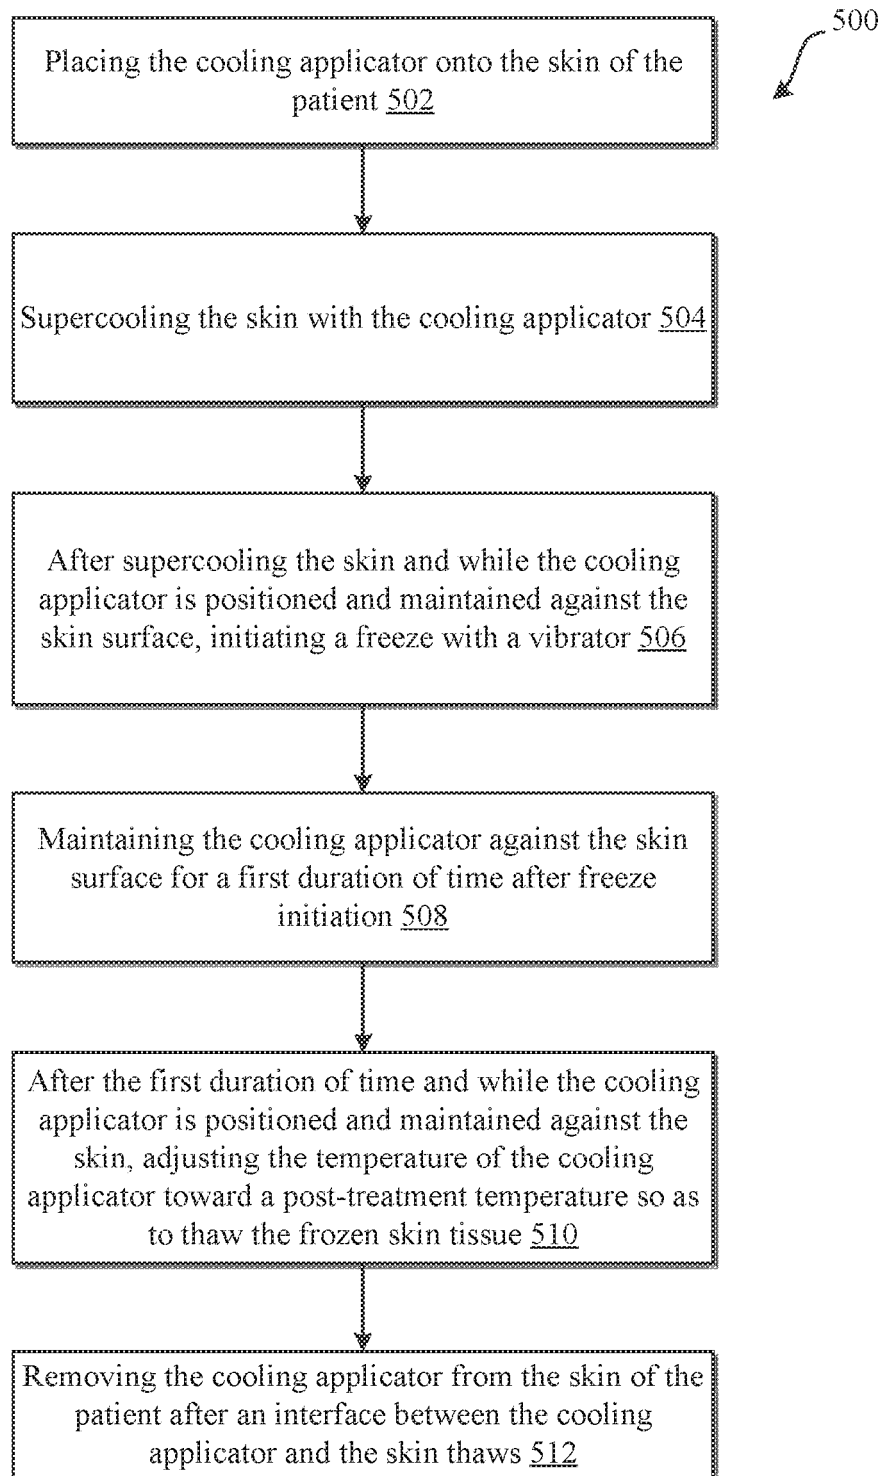 500
Placing the cooling applicator onto the skin of the
patient 502
Supercooling the skin with the cooling applicator 504
After supercooling the skin and while the cooling
applicator is positioned and maintained against the
skin surface, initiating a freeze with a vibrator 506
Maintaining the cooling applicator against the skin
surface for a first duration of time after freeze
initiation 508
After the first duration of time and while the cooling
applicator is positioned and maintained against the
skin, adjusting the temperature of the cooling
applicator toward a post-treatment temperature so as
to thaw the frozen skin tissue 510
Removing the cooling applicator from the skin of the
patient after an interface between the cooling
applicator and the skin thaws 512